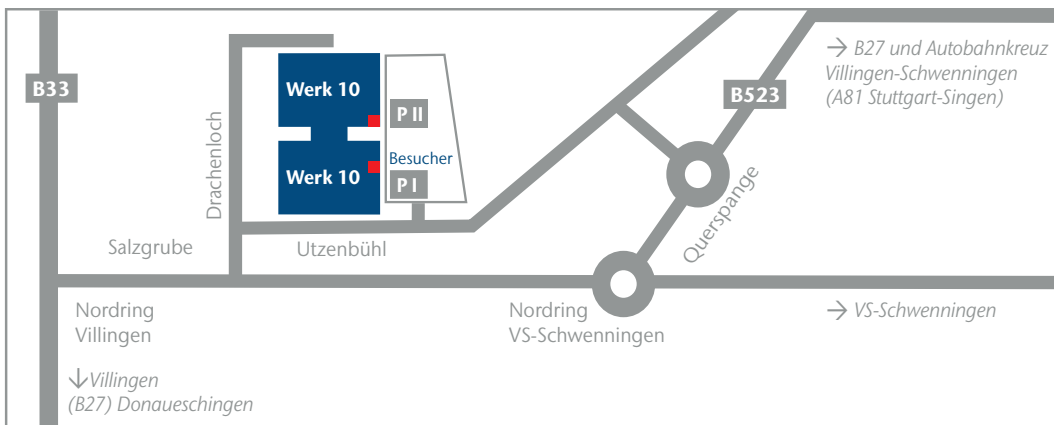 B33
Drachenloch
Werk 10
P II
Besucher
Werk 10
P I
B523
→ B27 und Autobahnkreuz
Villingen-Schwenningen
(A81 Stuttgart-Singen)
Querspange
Salzgrube
Utzenbühl
Nordring
Villingen
Nordring
VS-Schwenningen
→ VS-Schwenningen
↓Villingen
(B27) Donaueschingen